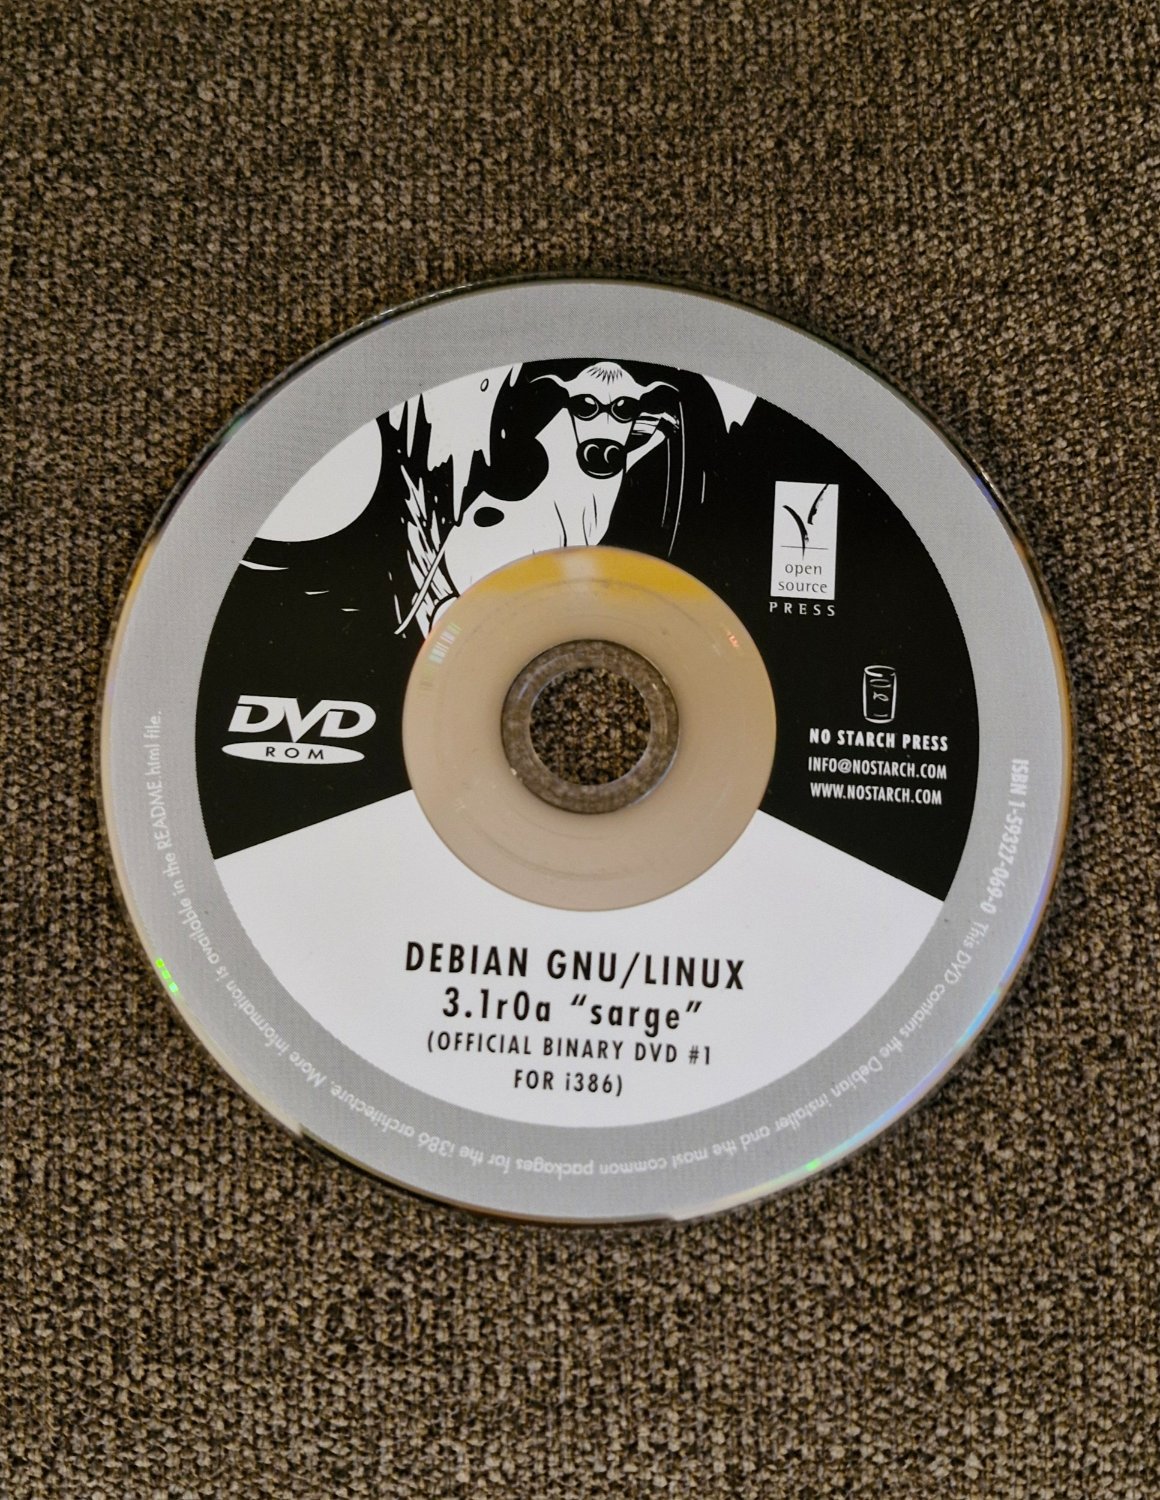 open
source
PRESS
DVD
ROM
NO STARCH PRESS
INFO@NOSTARCH.COM
WWW.NOSTARCH.COM
DEBIAN GNU/LINUX
3.1r0a “sarge”
(OFFICIAL BINARY DVD #1
FOR i386)
ISBN 1-59327-069-0 This DVD contains the Debian installer and the most common packages for the i386 architecture. More information is available in the README.html file.